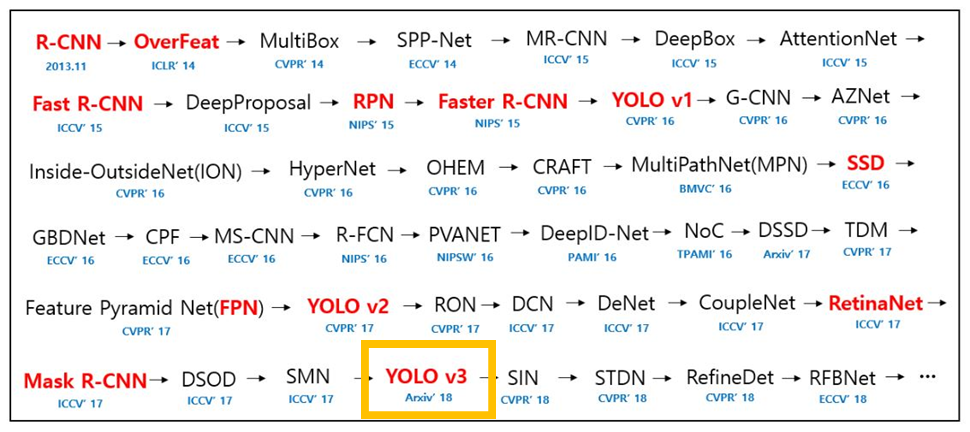 R-CNN → OverFeat → MultiBox → SPP-Net → MR-CNN → DeepBox → AttentionNet →
2013.11 ICLR' 14 CVPR' 14 ECCV' 14 ICCV' 15 ICCV' 15 ICCV' 15
Fast R-CNN → DeepProposal → RPN → Faster R-CNN → YOLO v1 → G-CNN → AZNet →
ICCV' 15 ICCV' 15 NIPS' 15 NIPS' 15 CVPR' 16 CVPR' 16 CVPR' 16
Inside-OutsideNet(ION) → HyperNet → OHEM → CRAFT → MultiPathNet(MPN) → SSD →
CVPR' 16 CVPR' 16 CVPR' 16 CVPR' 16 BMVC' 16 ECCV' 16
GBDNet → CPF → MS-CNN → R-FCN → PVANET → DeepID-Net → NoC → DSSD → TDM →
ECCV' 16 ECCV' 16 ECCV' 16 NIPS' 16 NIPSW' 16 PAMI' 16 TPAMI' 16 Arxiv' 17 CVPR' 17
Feature Pyramid Net(FPN) → YOLO v2 → RON → DCN → DeNet → CoupleNet → RetinaNet →
CVPR' 17 CVPR' 17 CVPR' 17 ICCV' 17 ICCV' 17 ICCV' 17 ICCV' 17
Mask R-CNN → DSOD → SMN → YOLO v3 → SIN → STDN → RefineDet → RFBNet → ⋯
ICCV' 17 ICCV' 17 ICCV' 17 Arxiv' 18 CVPR' 18 CVPR' 18 CVPR' 18 ECCV' 18